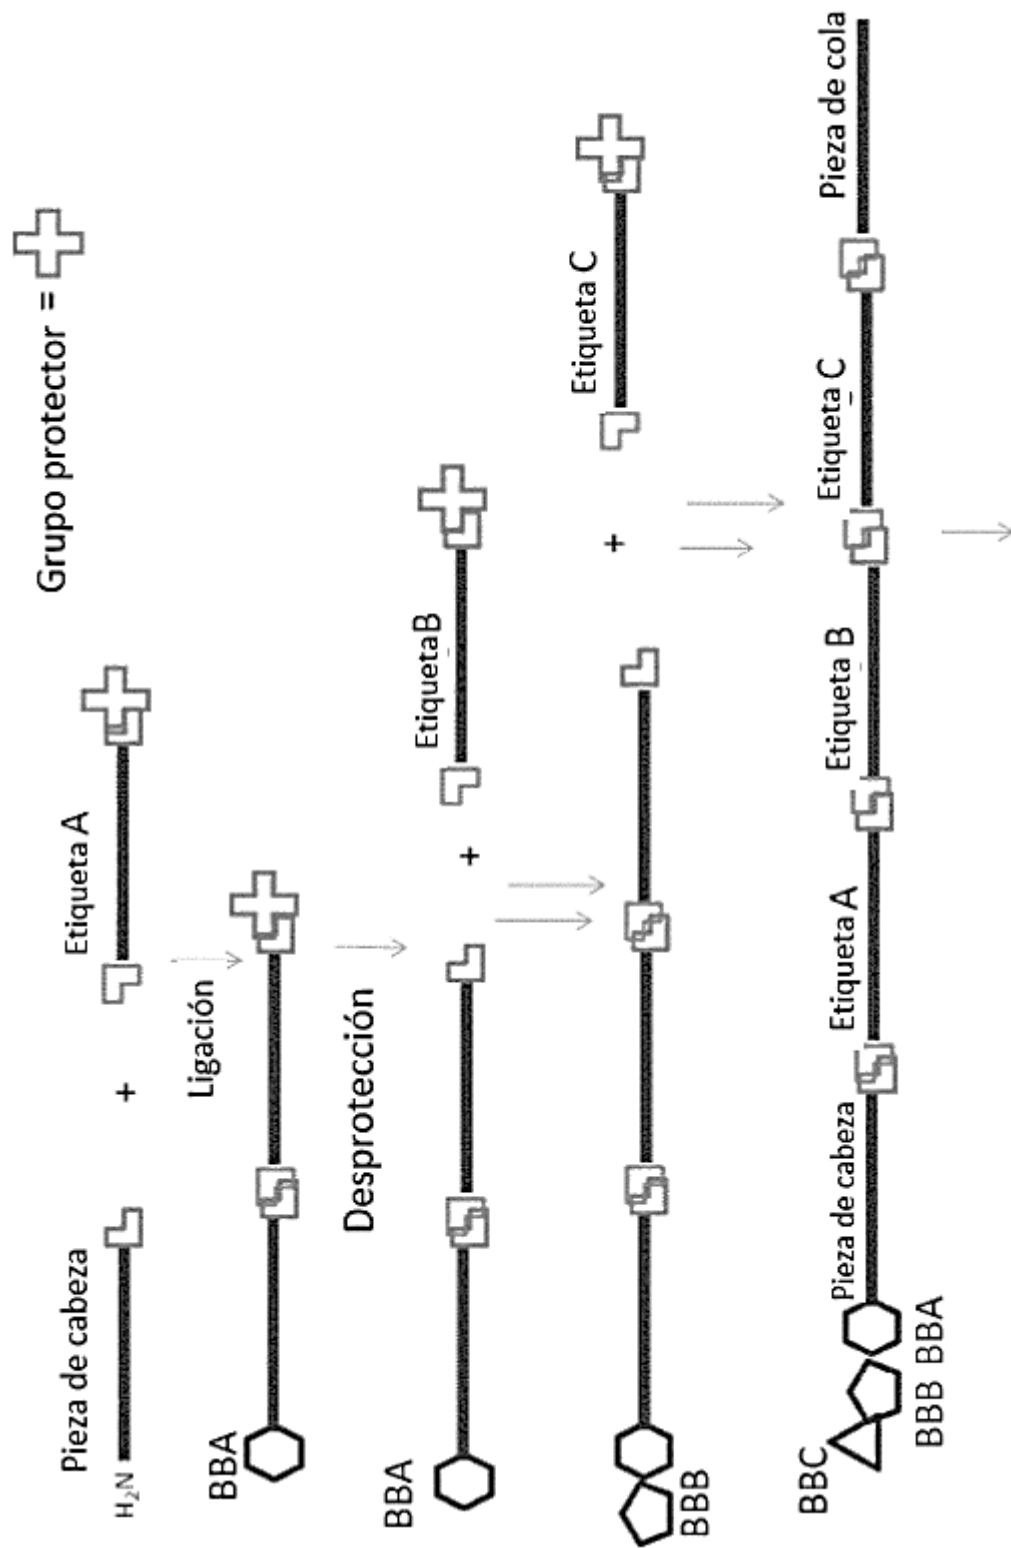 Grupo protector =
Pieza de cabeza
Etiqueta A
H₂N
+
Ligación
BBA
Desprotección
BBA
+
Etiqueta B
BBB
+
Etiqueta C
BBC
BBB BBA
Pieza de cabeza
Etiqueta A
Etiqueta B
Etiqueta C
Pieza de cola